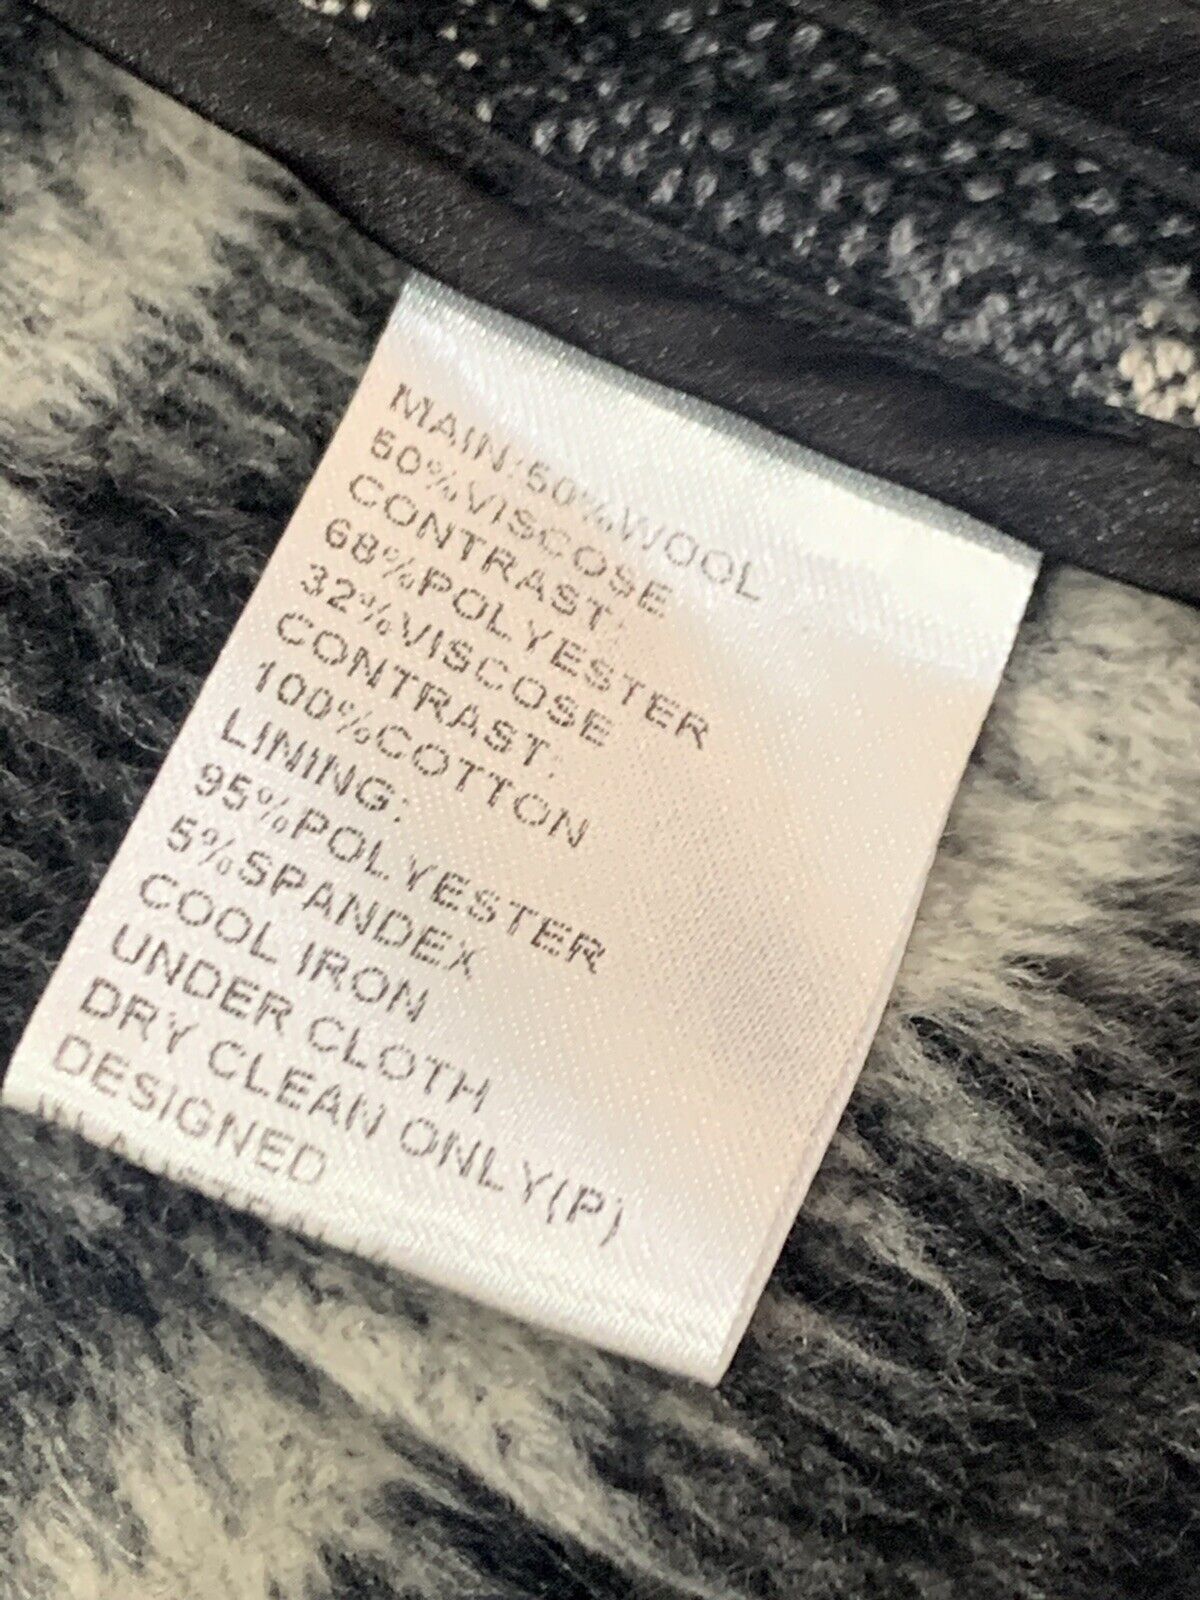 MAIN:50%WOOL
50%VISCOSE
CONTRAST:
68%POLYESTER
32%VISCOSE
CONTRAST:
100%COTTON
LINING:
95%POLYESTER
5%SPANDEX
COOL IRON
UNDER CLOTH
DRY CLEAN ONLY(P)
DESIGNED